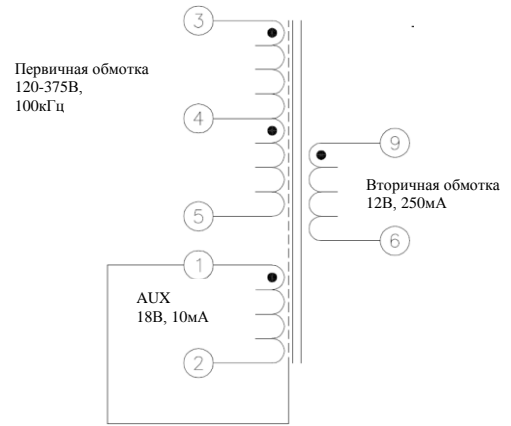 3
Первичная обмотка
120-375В,
100кГц
4
9
Вторичная обмотка
12В, 250мА
5
6
1
AUX
18В, 10мА
2